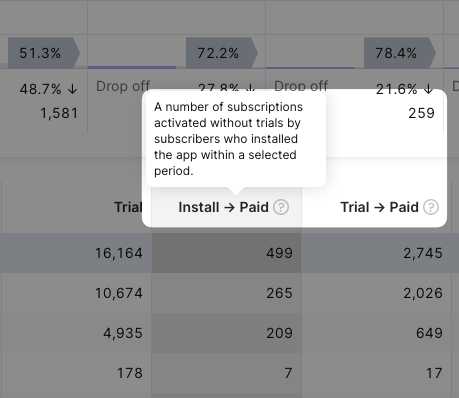 51.3% 72.2% 78.4%
48.7% ↓ Drop off 27.8% ↓ Drop off 21.6% ↓
1,581 259
A number of subscriptions
activated without trials by
subscribers who installed
the app within a selected
period.
Trial Install → Paid ? Trial → Paid ?
16,164 499 2,745
10,674 265 2,026
4,935 209 649
178 7 17